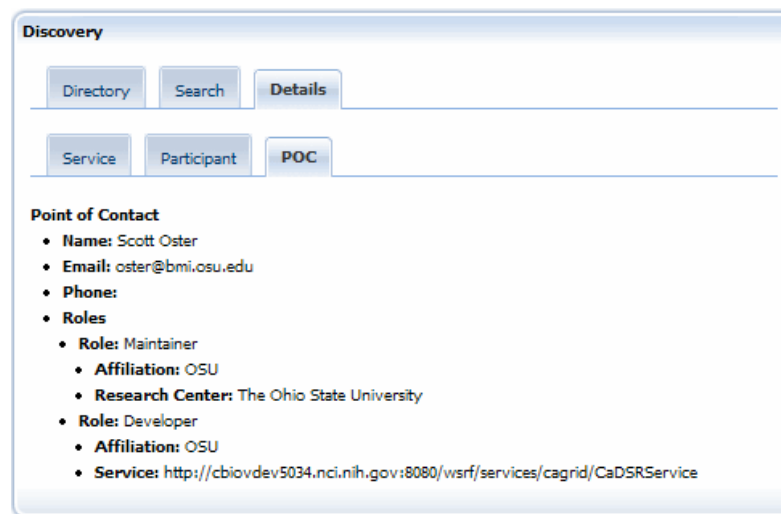 Discovery
Directory Search Details
Service Participant POC
Point of Contact
• Name: Scott Oster
• Email: oster@bmi.osu.edu
• Phone:
• Roles
• Role: Maintainer
• Affiliation: OSU
• Research Center: The Ohio State University
• Role: Developer
• Affiliation: OSU
• Service: http://cbiovdev5034.nci.nih.gov:8080/wsrf/services/cagrid/CaDSRService